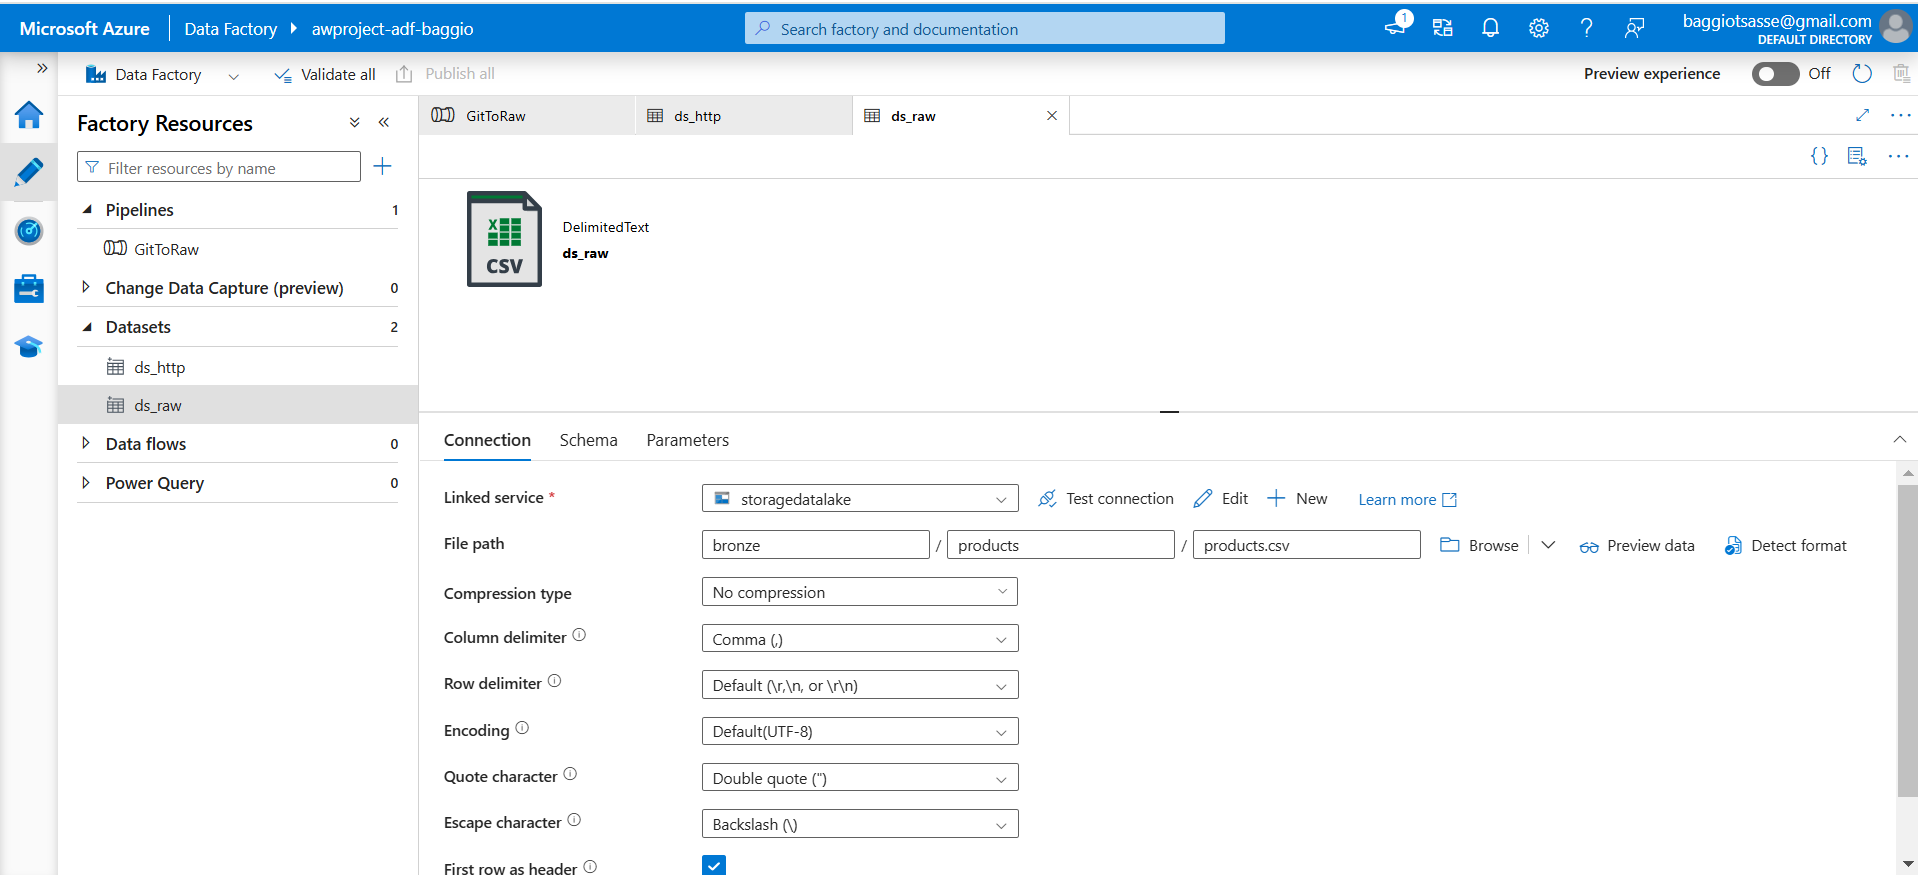 Microsoft Azure Data Factory awproject-adf-baggio Search factory and documentation 1 ? baggiotsasse@gmail.com
DEFAULT DIRECTORY
Data Factory Validate all Publish all Preview experience Off
Factory Resources
Filter resources by name
Pipelines 1
GitToRaw
Change Data Capture (preview) 0
Datasets 2
ds_http
ds_raw
Data flows 0
Power Query 0
GitToRaw ds_http ds_raw
{}
X
CSV
DelimitedText
ds_raw
Connection Schema Parameters
Linked service * storagedatalake Test connection Edit New Learn more
File path bronze / products / products.csv Browse Preview data Detect format
Compression type No compression
Column delimiter Comma (,)
Row delimiter Default (\r,\n, or \r\n)
Encoding Default(UTF-8)
Quote character Double quote (")
Escape character Backslash (\)
First row as header